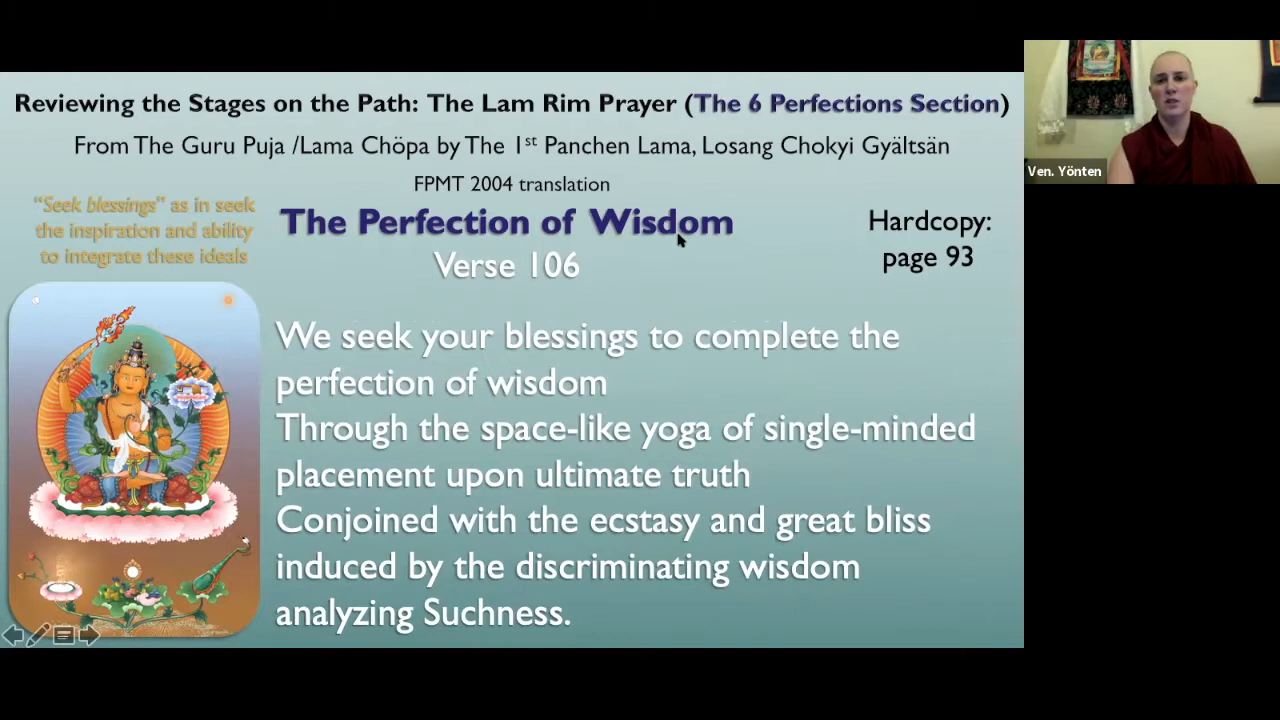 Reviewing the Stages on the Path: The Lam Rim Prayer (The 6 Perfections Section)
From The Guru Puja /Lama Chöpa by The 1st Panchen Lama, Losang Chokyi Gyältsän
FPMT 2004 translation
"Seek blessings" as in seek
the inspiration and ability
to integrate these ideals
The Perfection of Wisdom
Verse 106
Hardcopy:
page 93
We seek your blessings to complete the
perfection of wisdom
Through the space-like yoga of single-minded
placement upon ultimate truth
Conjoined with the ecstasy and great bliss
induced by the discriminating wisdom
analyzing Suchness.
Ven. Yönten